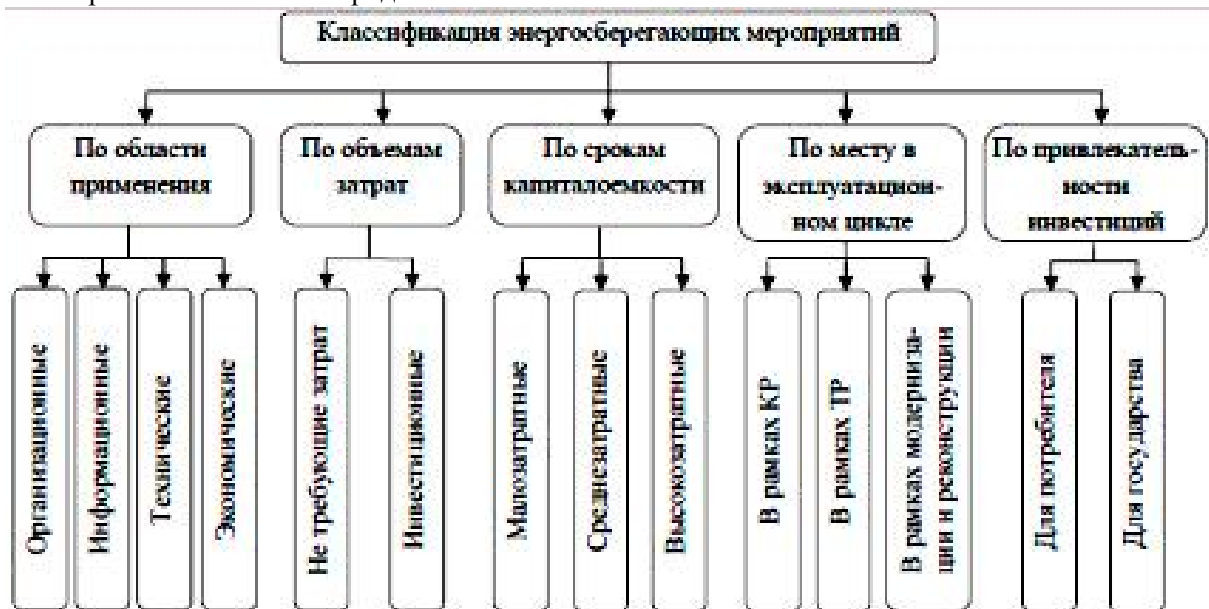 Классификация энергосберегающих мероприятий
По области
применения
По объемам
затрат
По срокам
капиталоемкости
По месту в
эксплуатацион-
ном цикле
По привлекатель-
ности
инвестиций
Организационные
Информационные
Технические
Экономические
Не требующие затрат
Инвестиционные
Малозатратные
Среднезатратные
Высокозатратные
В рамках КР
В рамках ТР
В рамках модерниза-
ции и реконструкции
Для потребителя
Для государства